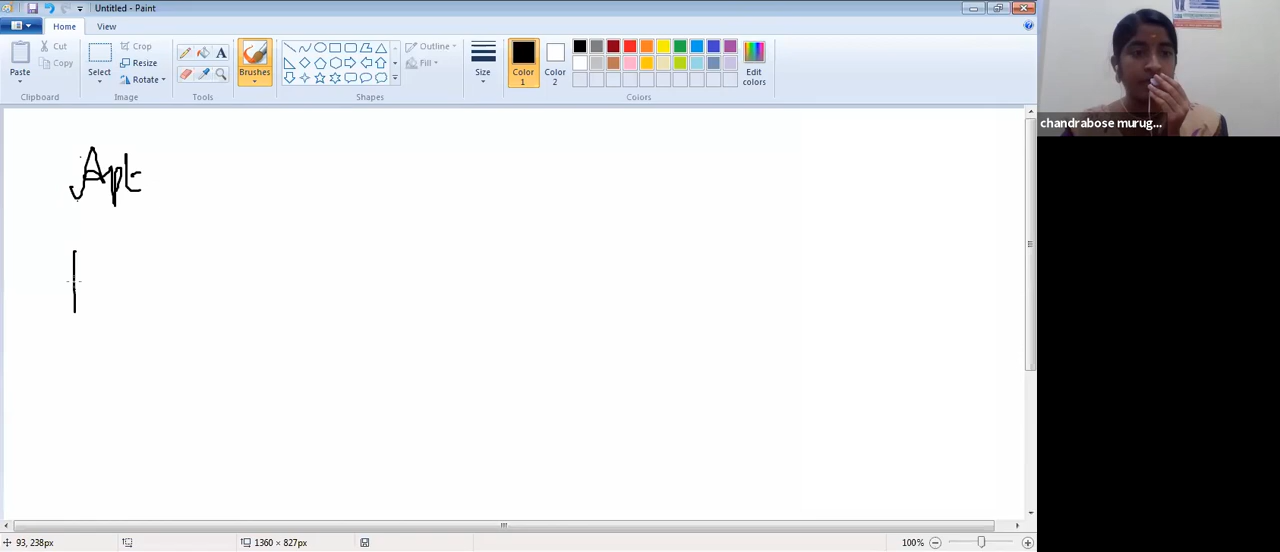 Untitled - Paint
Home View
Cut
Copy
Paste
Crop
Resize
Rotate
Select
Brushes
Outline
Fill
Size
Color 1
Color 2
Edit colors
Clipboard Image Tools Shapes Colors
chandrabose murug...
Apt
93, 238px 1360 × 827px 100%